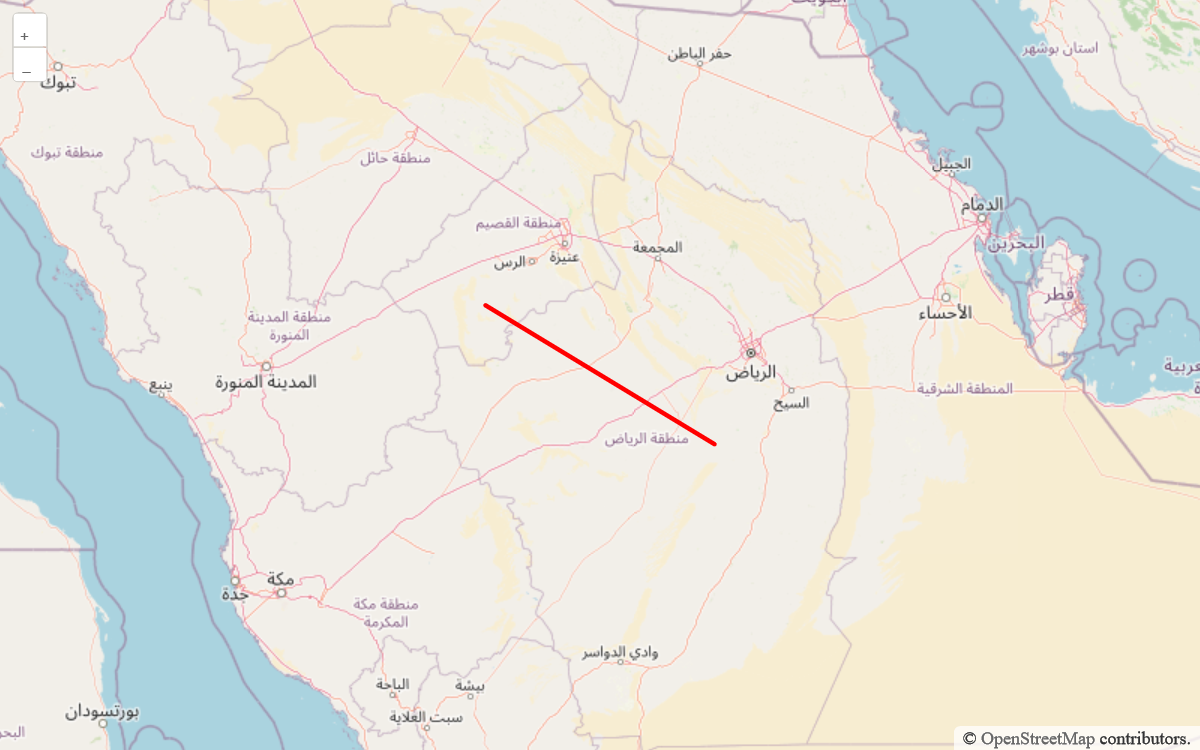 الكويت
+
–
حفر الباطن
استان بوشهر
تبوك
منطقة تبوك
منطقة حائل
الجبيل
الدمام
منطقة القصيم
البحرين
المجمعة
عنيزة
الرس
قطر
الأحساء
منطقة المدينة
المنورة
الرياض
المدينة المنورة
ينبع
المنطقة الشرقية
السيح
منطقة الرياض
مكة
جدة
منطقة مكة
المكرمة
وادي الدواسر
الباحة
بيشة
سبت العلاية
بورتسودان
© OpenStreetMap contributors.